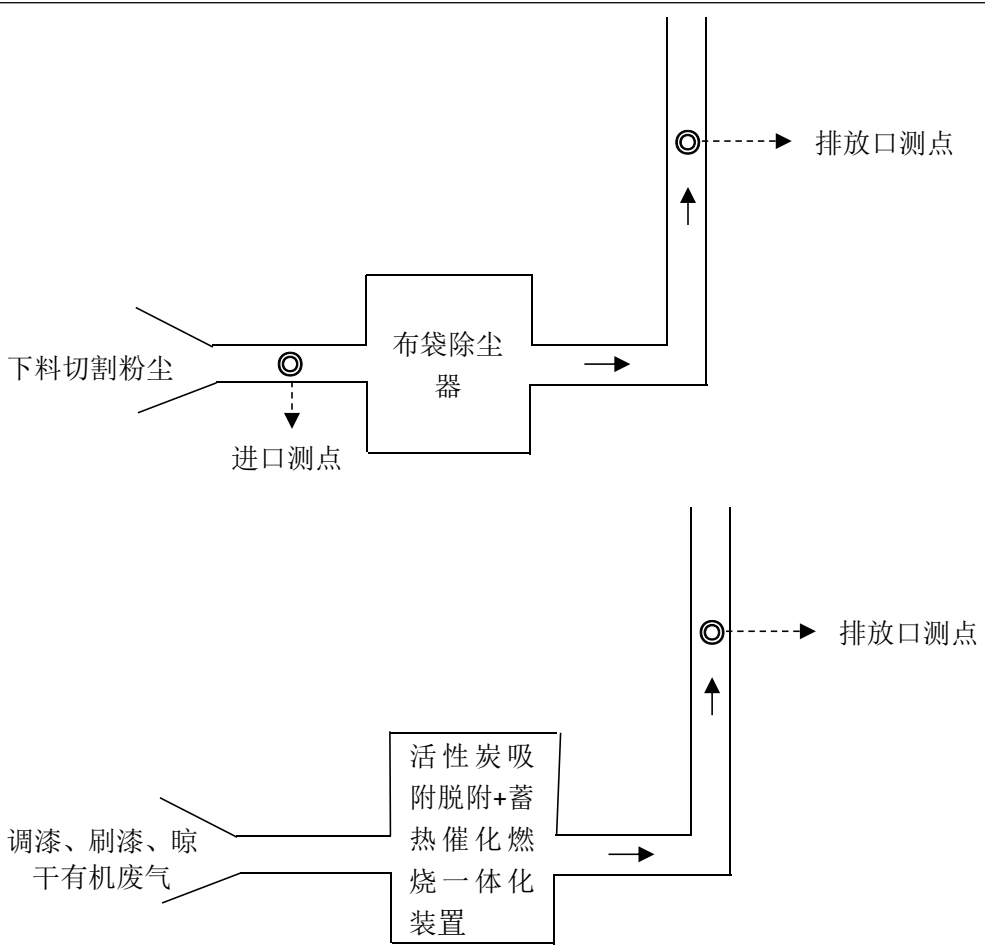 排放口测点
下料切割粉尘
布袋除尘
器
进口测点
排放口测点
调漆、刷漆、晾
干有机废气
活性炭吸
附脱附+蓄
热催化燃
烧一体化
装置